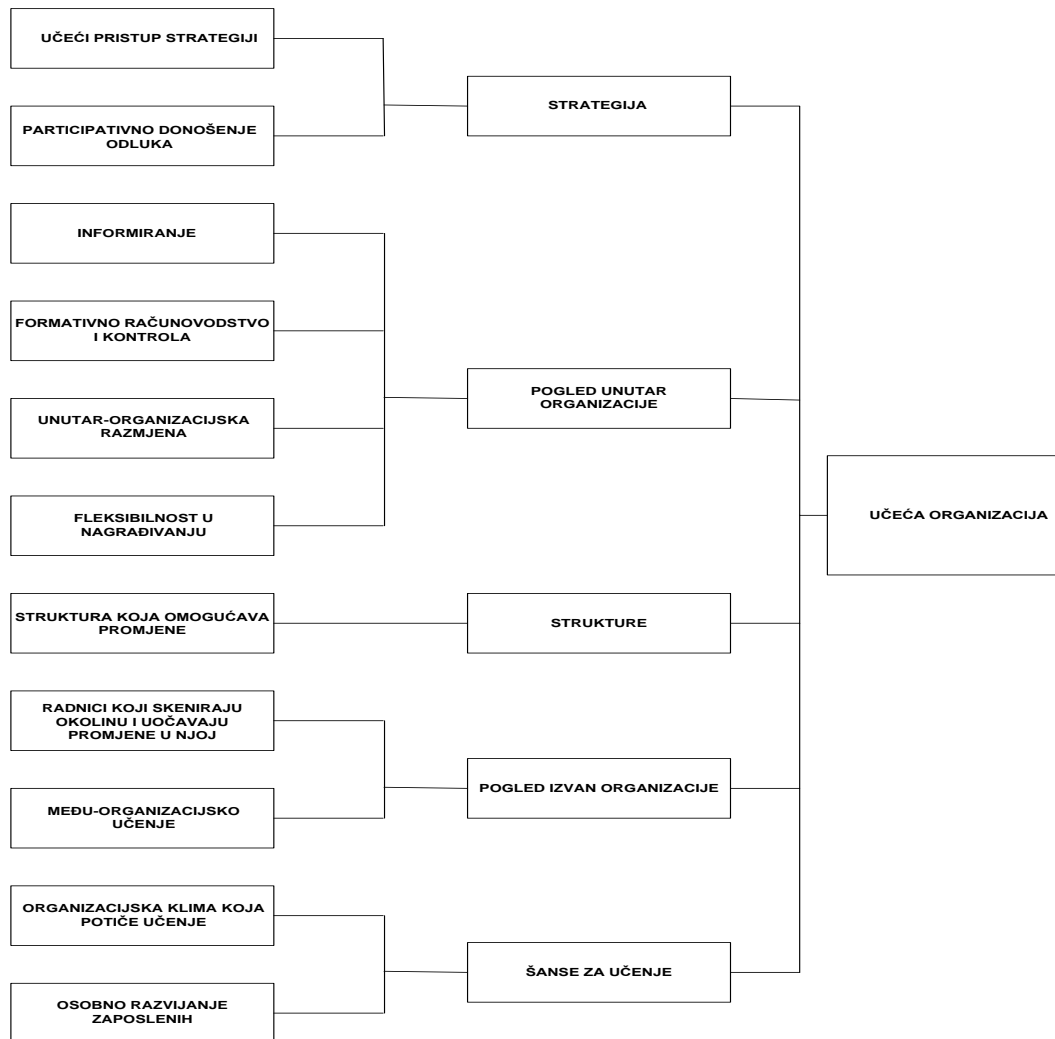 UČEĆI PRISTUP STRATEGIJI
PARTICIPATIVNO DONOŠENJE
ODLUKA
INFORMIRANJE
FORMATIVNO RAČUNOVODSTVO
I KONTROLA
UNUTAR-ORGANIZACIJSKA
RAZMJENA
FLEKSIBILNOST U
NAGRAĐIVANJU
STRUKTURA KOJA OMOGUĆAVA
PROMJENE
RADNICI KOJI SKENIRAJU
OKOLINU I UOČAVAJU
PROMJENE U NJOJ
MEĐU-ORGANIZACIJSKO
UČENJE
ORGANIZACIJSKA KLIMA KOJA
POTIČE UČENJE
OSOBNO RAZVIJANJE
ZAPOSLENIH
STRATEGIJA
POGLED UNUTAR
ORGANIZACIJE
STRUKTURE
POGLED IZVAN ORGANIZACIJE
ŠANSE ZA UČENJE
UČEĆA ORGANIZACIJA